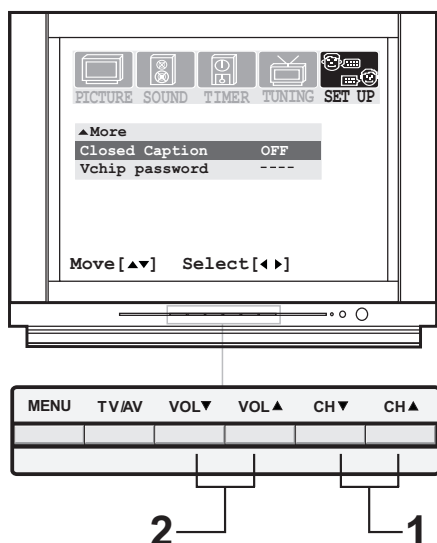 PICTURE SOUND TIMER TUNING SET UP
▲More
Closed Caption OFF
Vchip password ----
Move[▲▼] Select[◀ ▶]
MENU TV/AV VOL▼ VOL▲ CH▼ CH▲
2 1